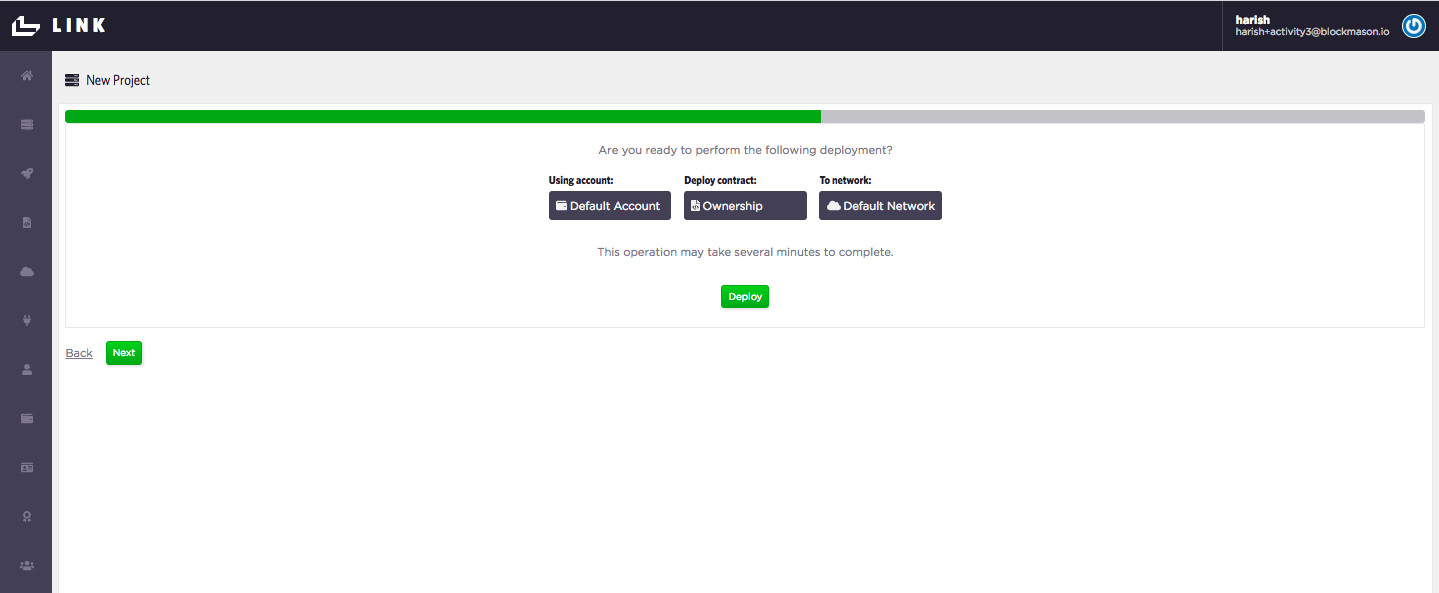 LINK
harish
harish+activity3@blockmason.io
New Project
Are you ready to perform the following deployment?
Using account: Deploy contract: To network:
Default Account Ownership Default Network
This operation may take several minutes to complete.
Deploy
Back Next